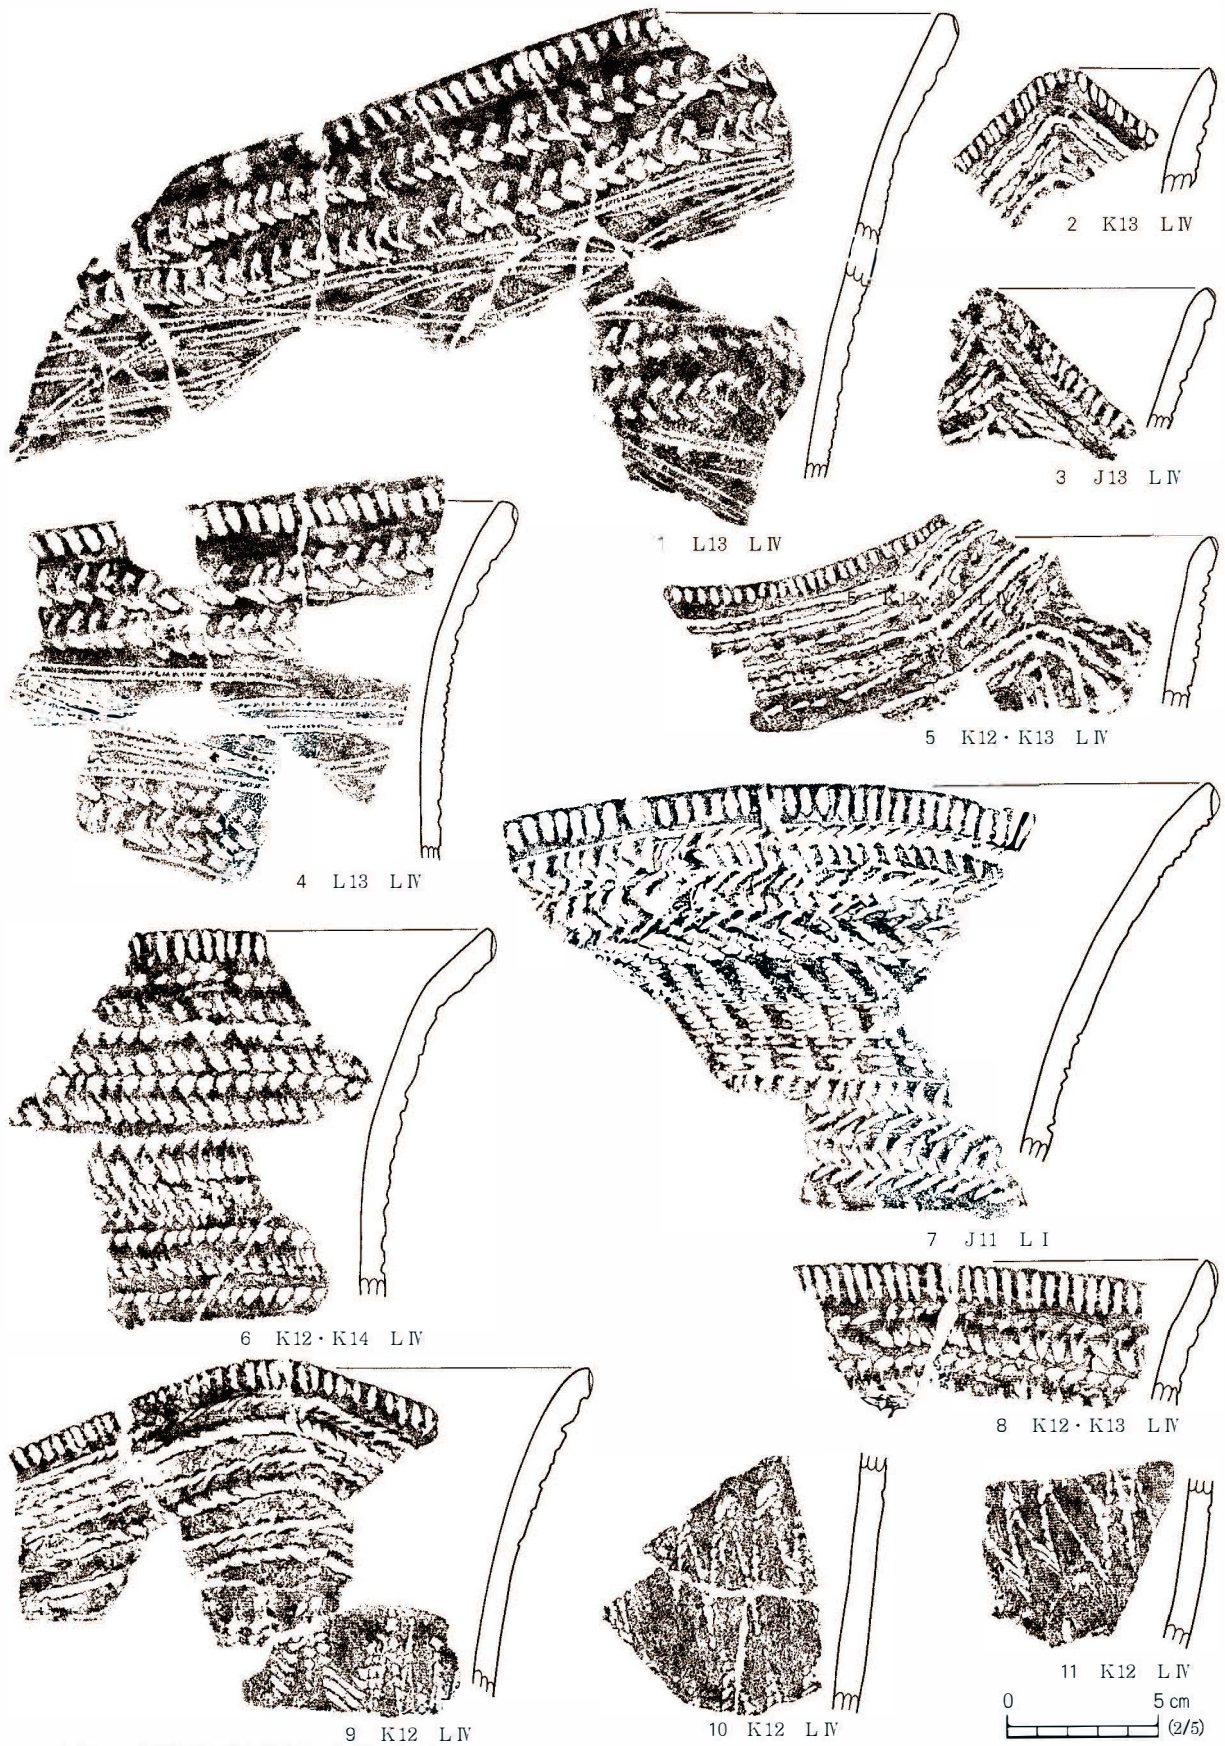 2 K13 LⅣ
3 J13 LⅣ
1 L13 LⅣ
5 K12・K13 LⅣ
4 L13 LⅣ
7 J11 LⅠ
6 K12・K14 LⅣ
8 K12・K13 LⅣ
11 K12 LⅣ
9 K12 LⅣ
10 K12 LⅣ
0 5 cm
(2/5)